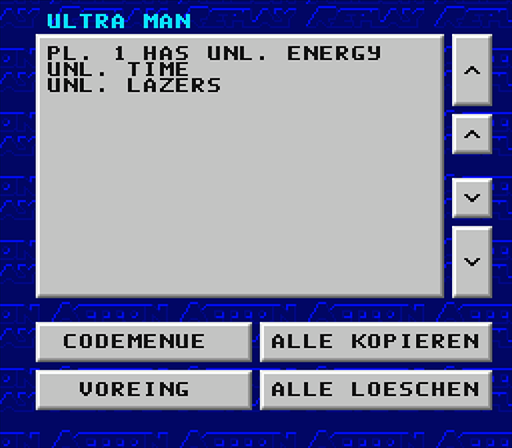 ULTRA MAN
PL. 1 HAS UNL. ENERGY
UNL. TIME
UNL. LAZERS
CODEMENUE
ALLE KOPIEREN
VOREING
ALLE LOESCHEN